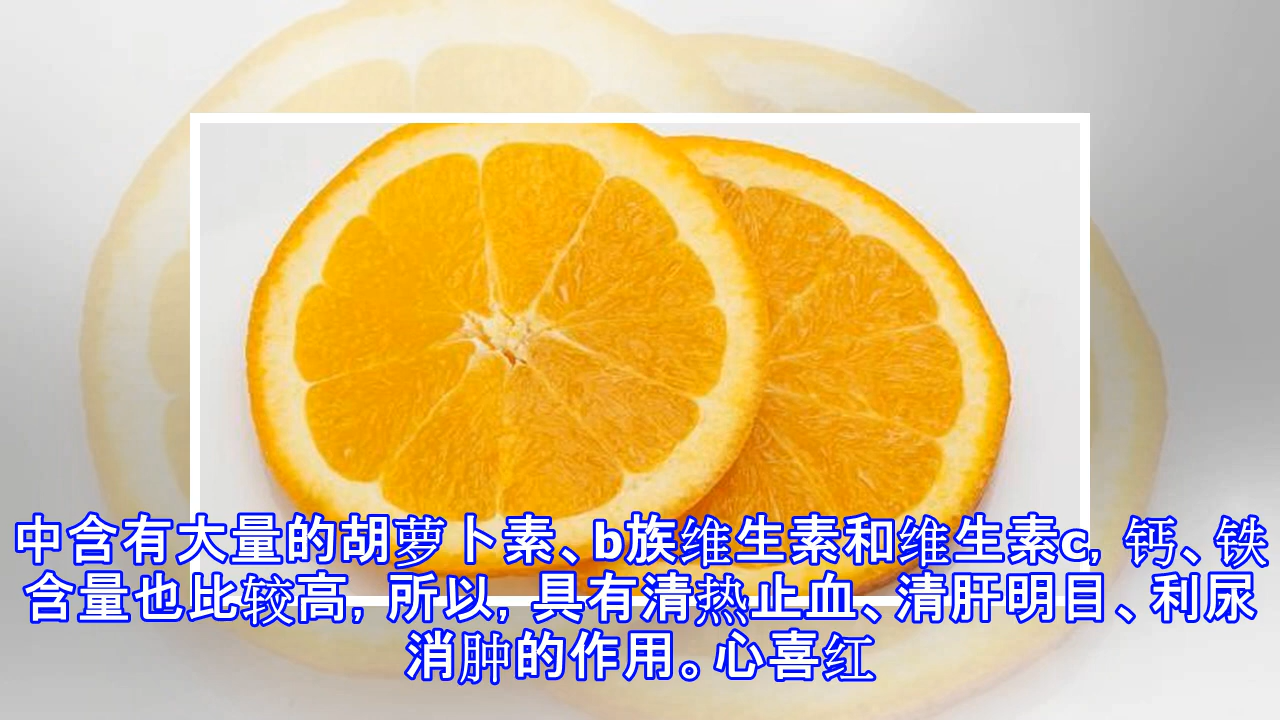 中含有大量的胡萝卜素、b族维生素和维生素c, 钙、铁
含量也比较高, 所以, 具有清热止血、清肝明目、利尿
消肿的作用。心喜红